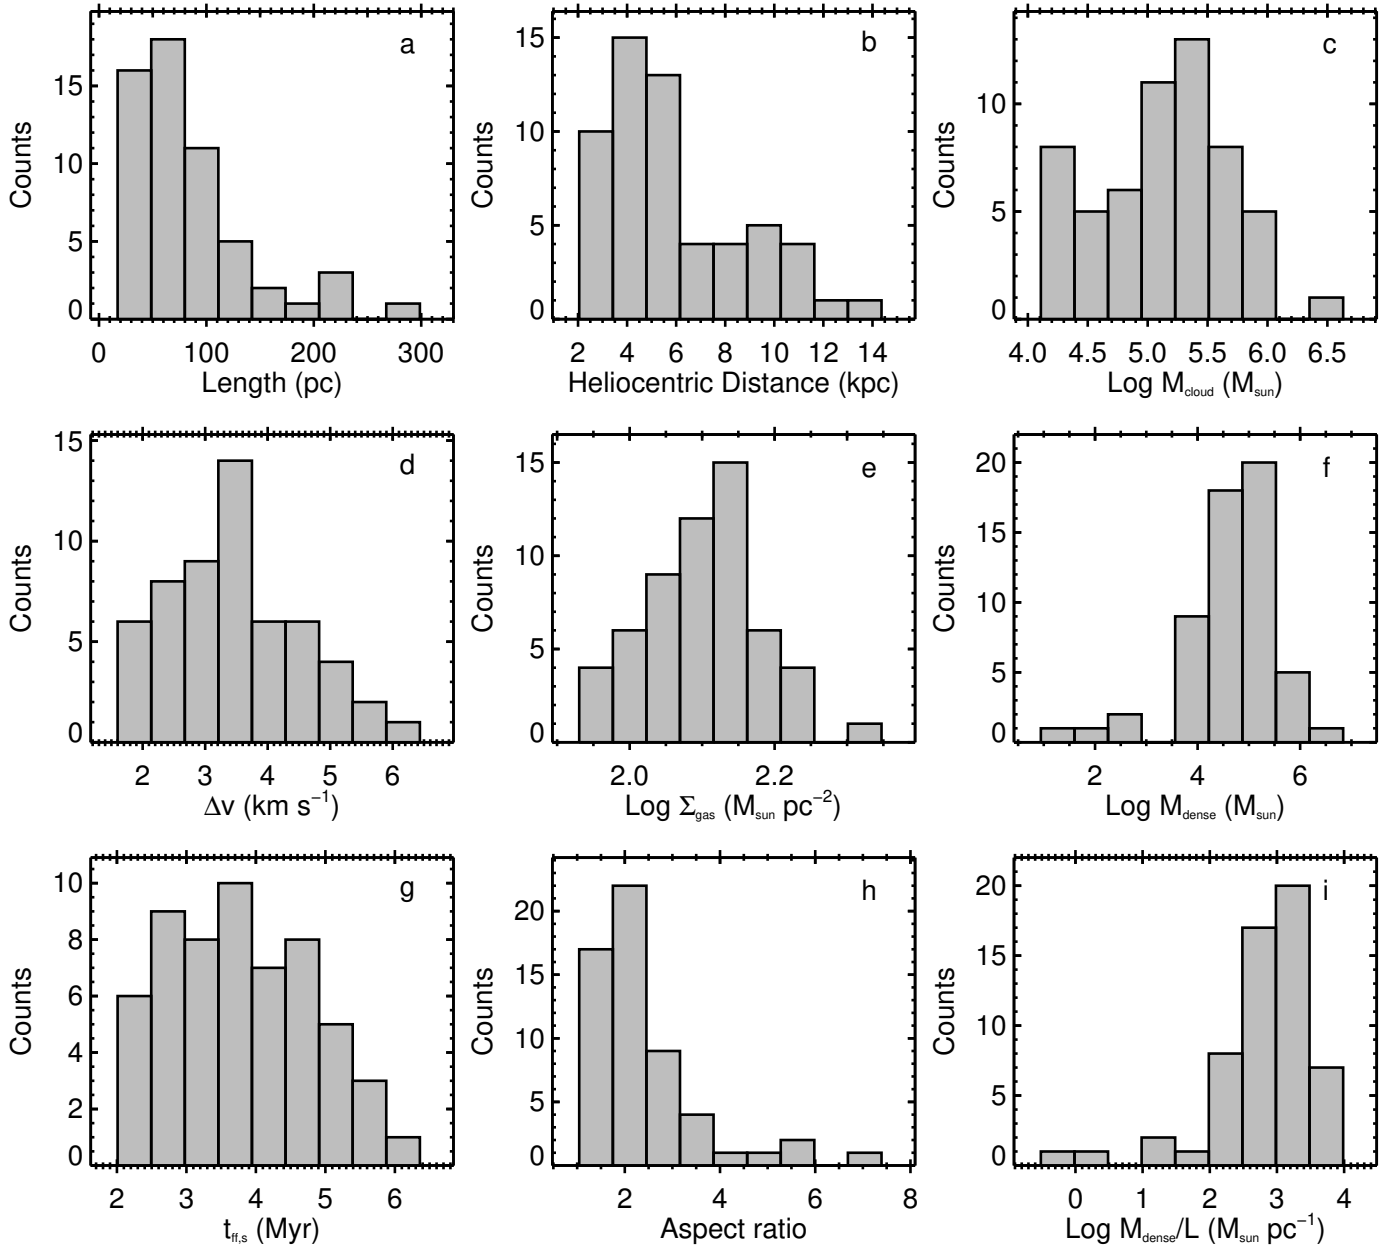 a
15
10
5
0
Counts
0 100 200 300
Length (pc)
b
15
10
5
0
Counts
2 4 6 8 10 12 14
Heliocentric Distance (kpc)
c
10
5
0
Counts
4.0 4.5 5.0 5.5 6.0 6.5
Log M_cloud (M_sun)
d
15
10
5
0
Counts
2 3 4 5 6
Δv (km s⁻¹)
e
15
10
5
0
Counts
2.0 2.2
Log Σ_gas (M_sun pc⁻²)
f
20
15
10
5
0
Counts
2 4 6
Log M_dense (M_sun)
g
10
8
6
4
2
0
Counts
2 3 4 5 6
t_ff,s (Myr)
h
20
15
10
5
0
Counts
2 4 6 8
Aspect ratio
i
20
15
10
5
0
Counts
0 1 2 3 4
Log M_dense/L (M_sun pc⁻¹)